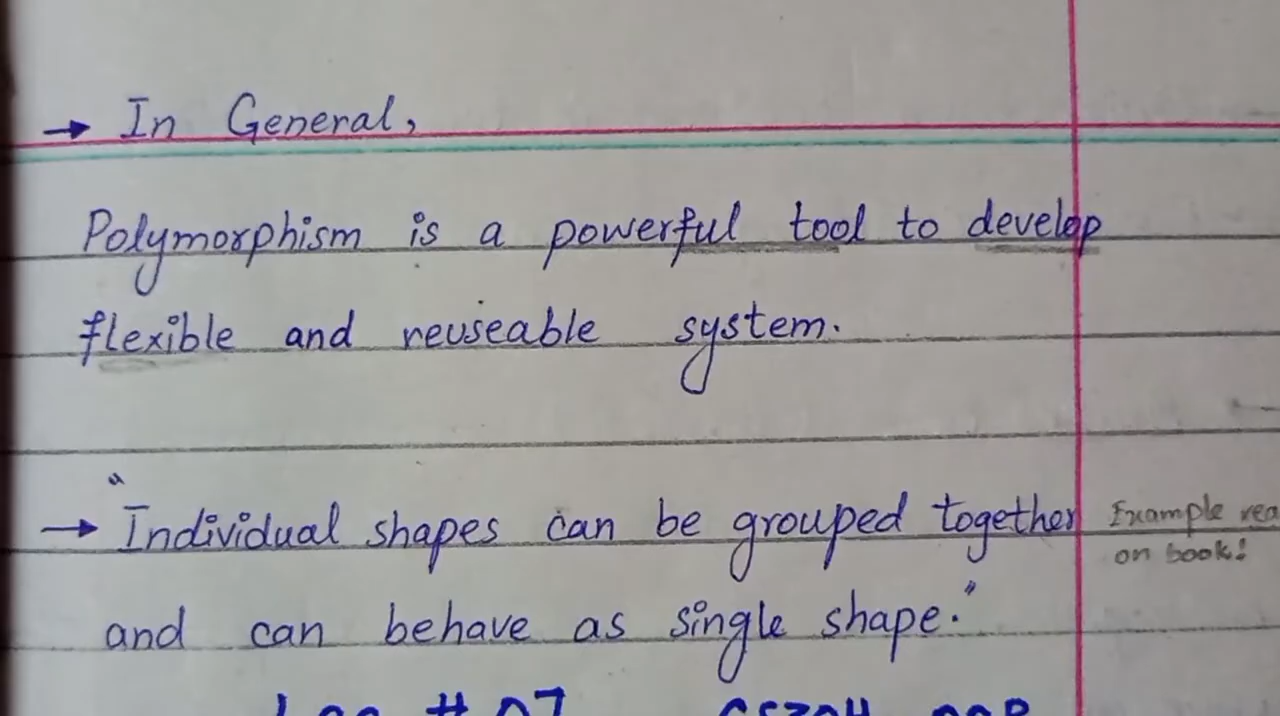 → In General,
Polymorphism is a powerful tool to develop
flexible and reuseable system.
→ "Individual shapes can be grouped together
Example rea
on book!
and can behave as single shape."